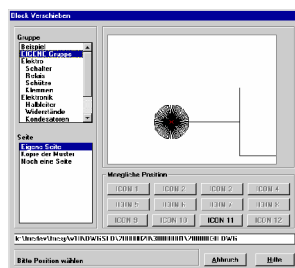 Block Verschieben
Gruppe
Beispiel
EIGENE Gruppe
Elektro
Schalter
Relais
Schütze
Klemmen
Elektronik
Halbleiter
Widerstände
Kondesatoren
Seite
Eigene Seite
Kopie der Muster
Noch eine Seite
Moegliche Position
ICON 1 ICON 2 ICON 3 ICON 4
ICON 5 ICON 6 ICON 7 ICON 8
ICON 9 ICON 10 ICON 11 ICON 12
Bitte Position wählen
Abbruch
Hilfe